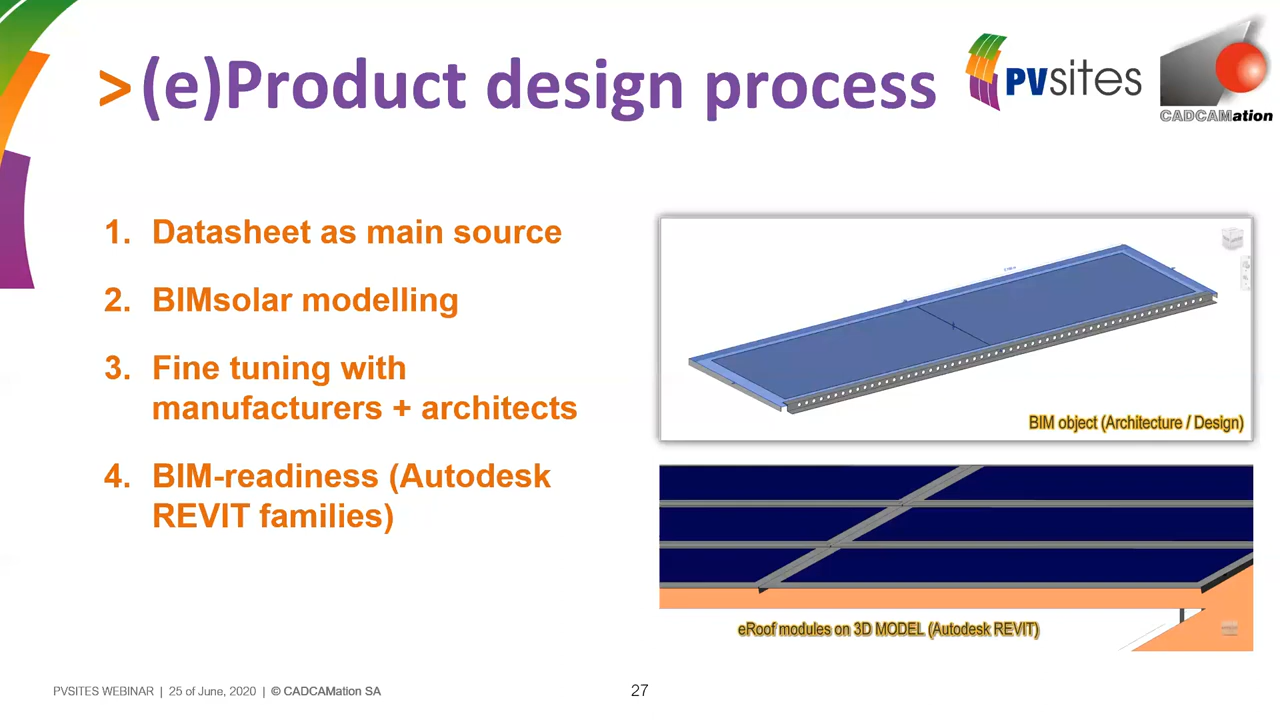 >(e)Product design process
PVsites
CADCAMation
1. Datasheet as main source
2. BIMsolar modelling
3. Fine tuning with
manufacturers + architects
4. BIM-readiness (Autodesk
REVIT families)
BIM object (Architecture / Design)
eRoof modules on 3D MODEL (Autodesk REVIT)
PVSITES WEBINAR | 25 of June, 2020 | © CADCAMation SA
27